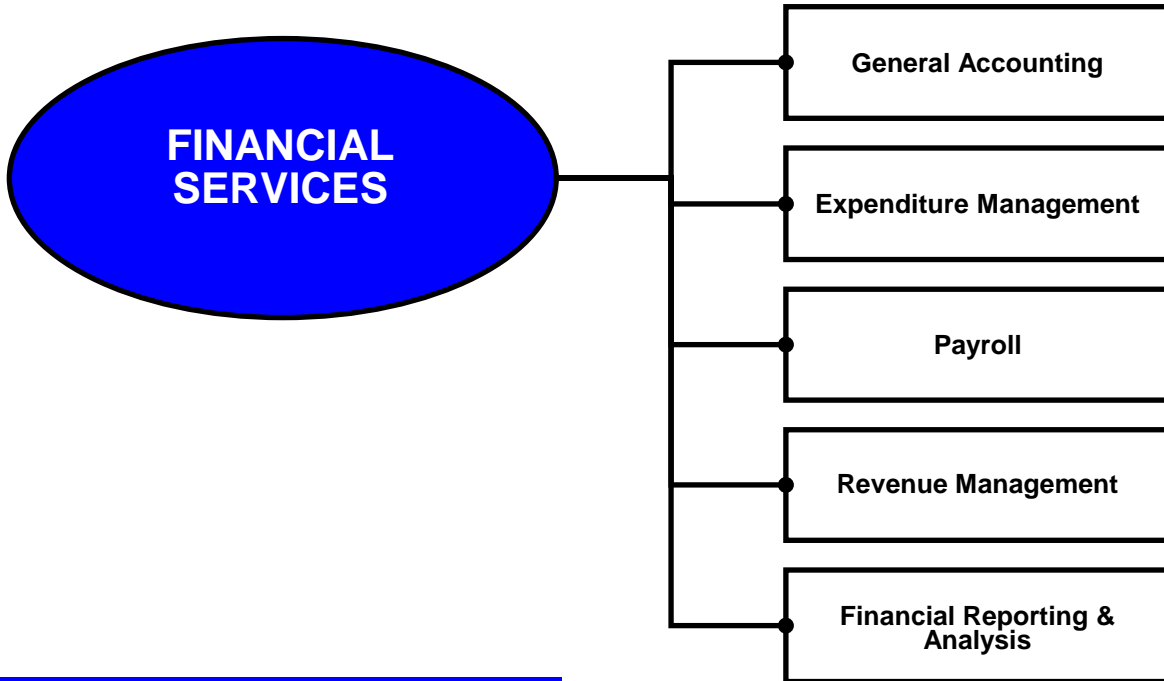 FINANCIAL
SERVICES
General Accounting
Expenditure Management
Payroll
Revenue Management
Financial Reporting &
Analysis